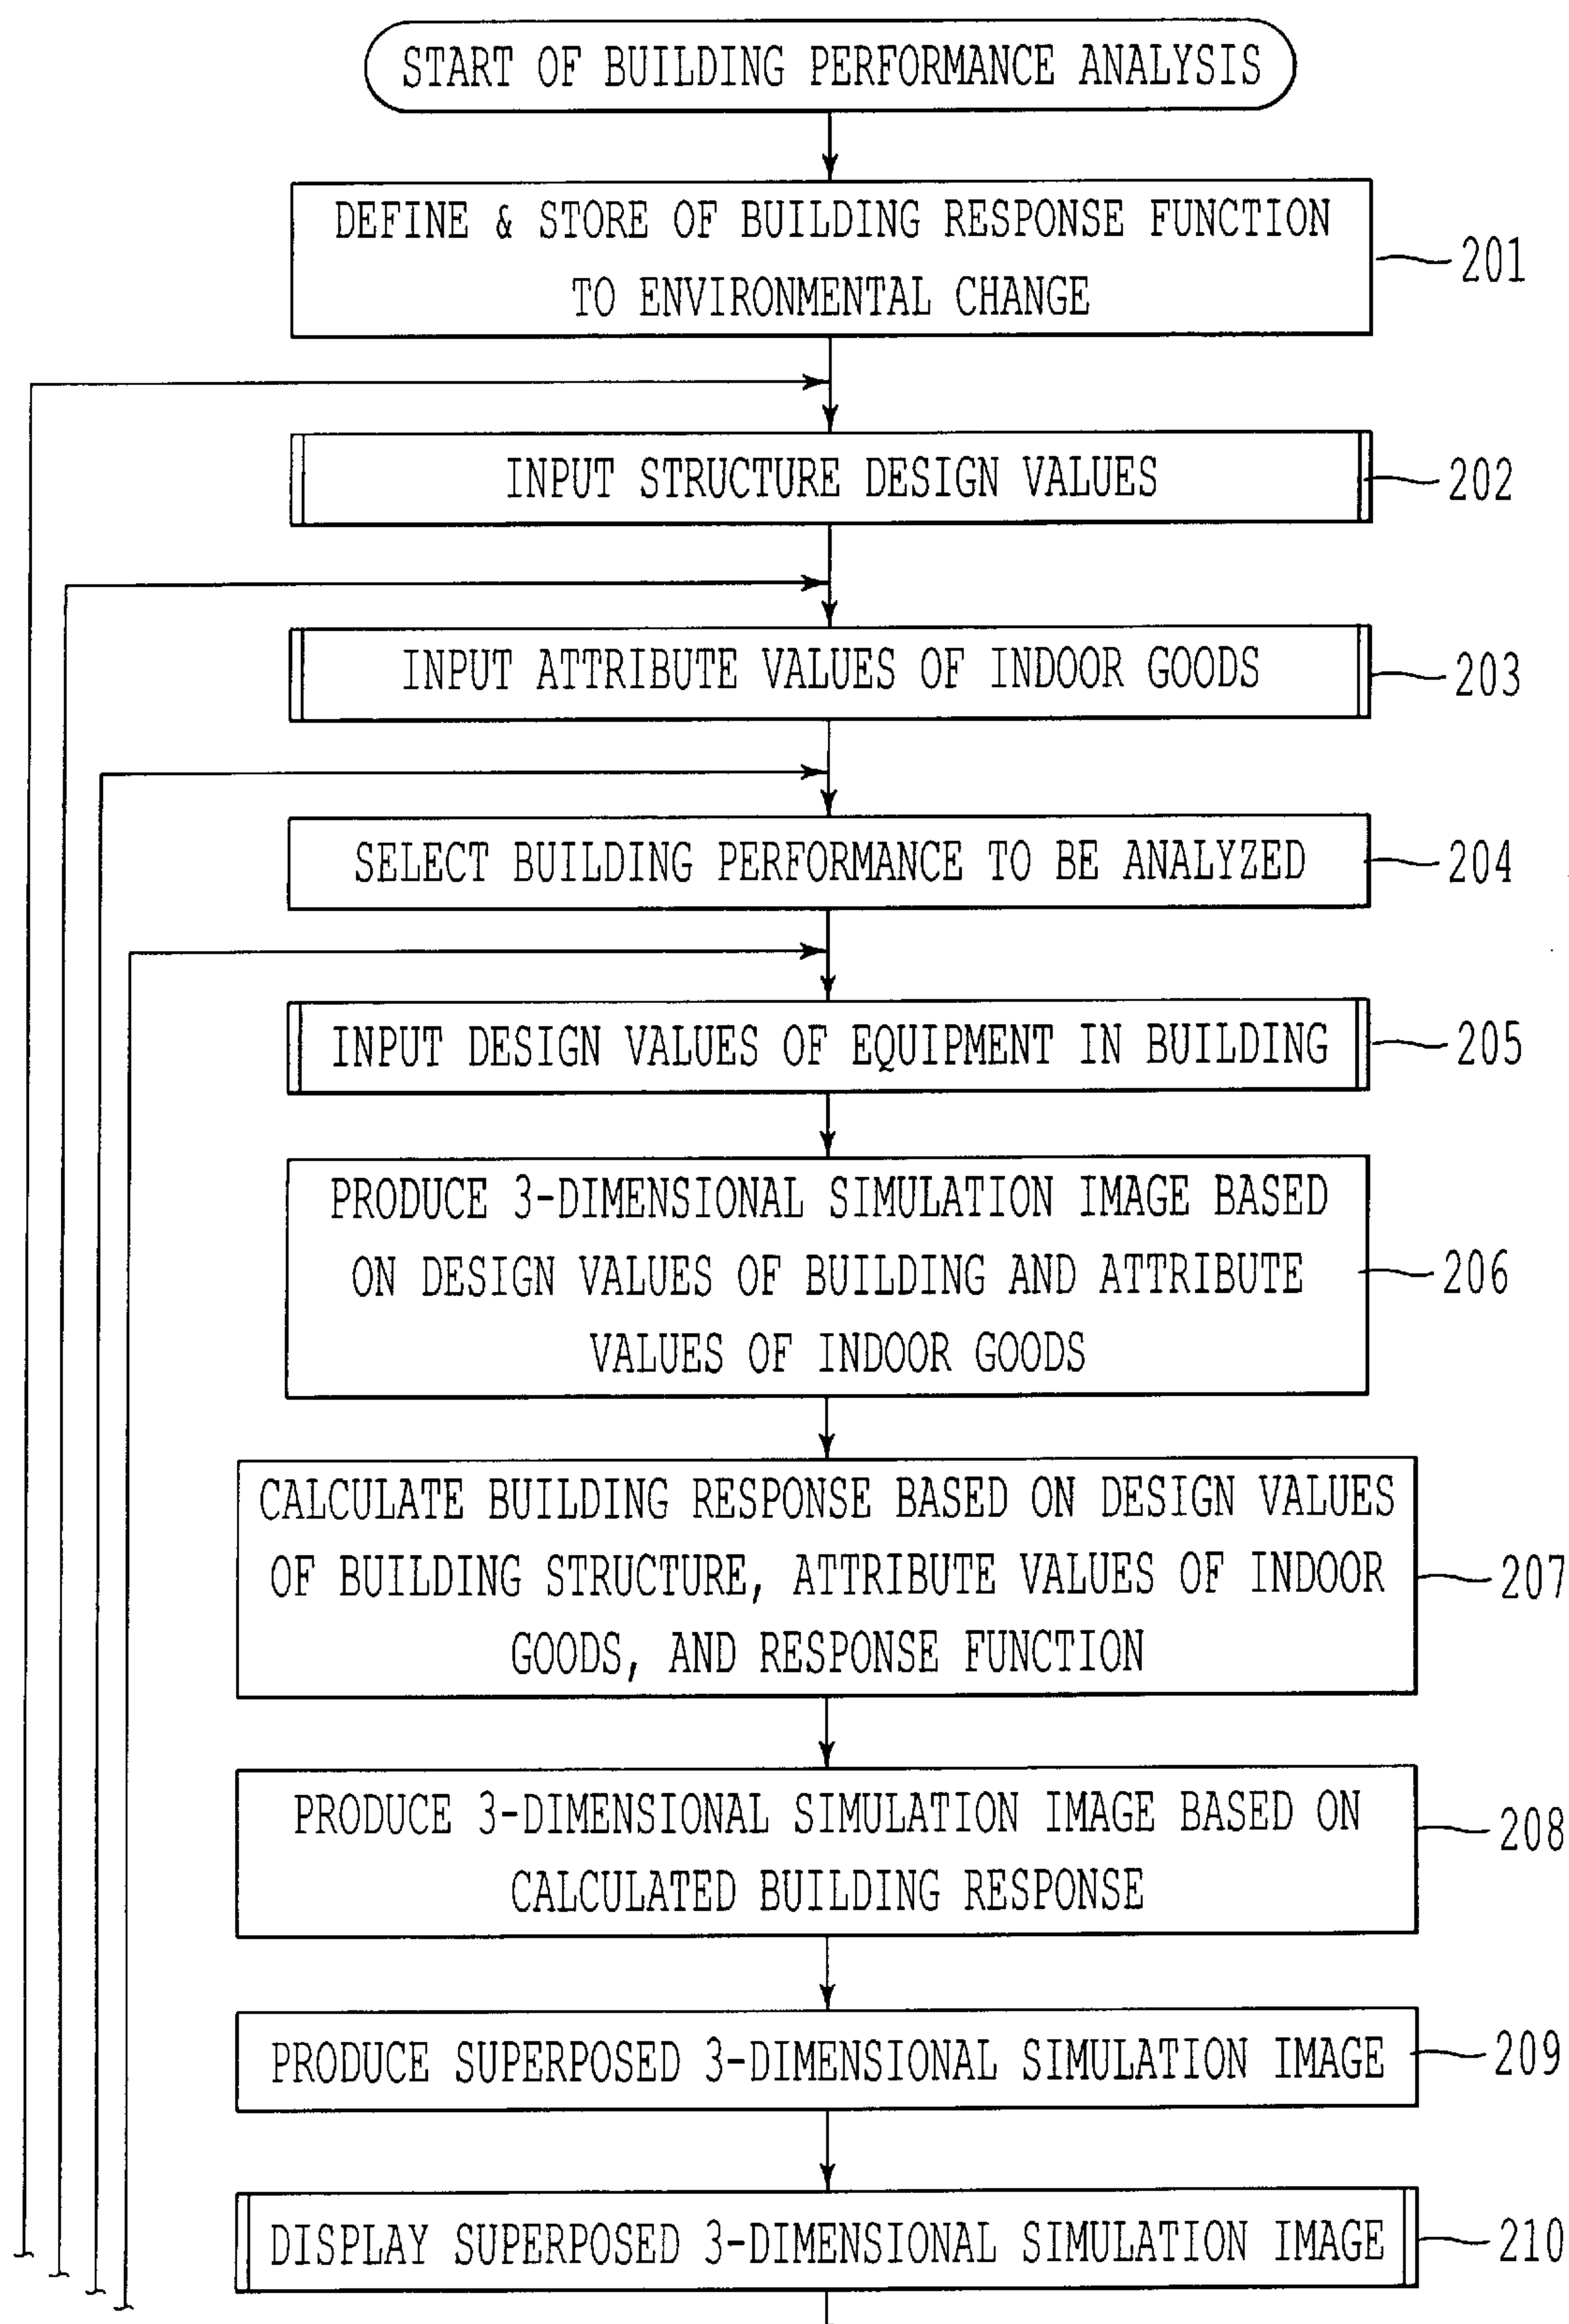 START OF BUILDING PERFORMANCE ANALYSIS
DEFINE & STORE OF BUILDING RESPONSE FUNCTION
TO ENVIRONMENTAL CHANGE
201
INPUT STRUCTURE DESIGN VALUES
202
INPUT ATTRIBUTE VALUES OF INDOOR GOODS
203
SELECT BUILDING PERFORMANCE TO BE ANALYZED
204
INPUT DESIGN VALUES OF EQUIPMENT IN BUILDING
205
PRODUCE 3-DIMENSIONAL SIMULATION IMAGE BASED
ON DESIGN VALUES OF BUILDING AND ATTRIBUTE
VALUES OF INDOOR GOODS
206
CALCULATE BUILDING RESPONSE BASED ON DESIGN VALUES
OF BUILDING STRUCTURE, ATTRIBUTE VALUES OF INDOOR
GOODS, AND RESPONSE FUNCTION
207
PRODUCE 3-DIMENSIONAL SIMULATION IMAGE BASED ON
CALCULATED BUILDING RESPONSE
208
PRODUCE SUPERPOSED 3-DIMENSIONAL SIMULATION IMAGE
209
DISPLAY SUPERPOSED 3-DIMENSIONAL SIMULATION IMAGE
210